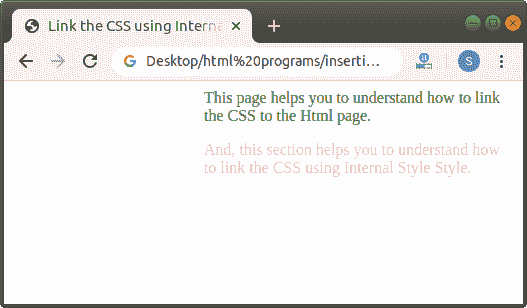 Link the CSS using Interna
Desktop/html%20programs/inserti...
S
This page helps you to understand how to link
the CSS to the Html page.
And, this section helps you to understand how
to link the CSS using Internal Style Style.